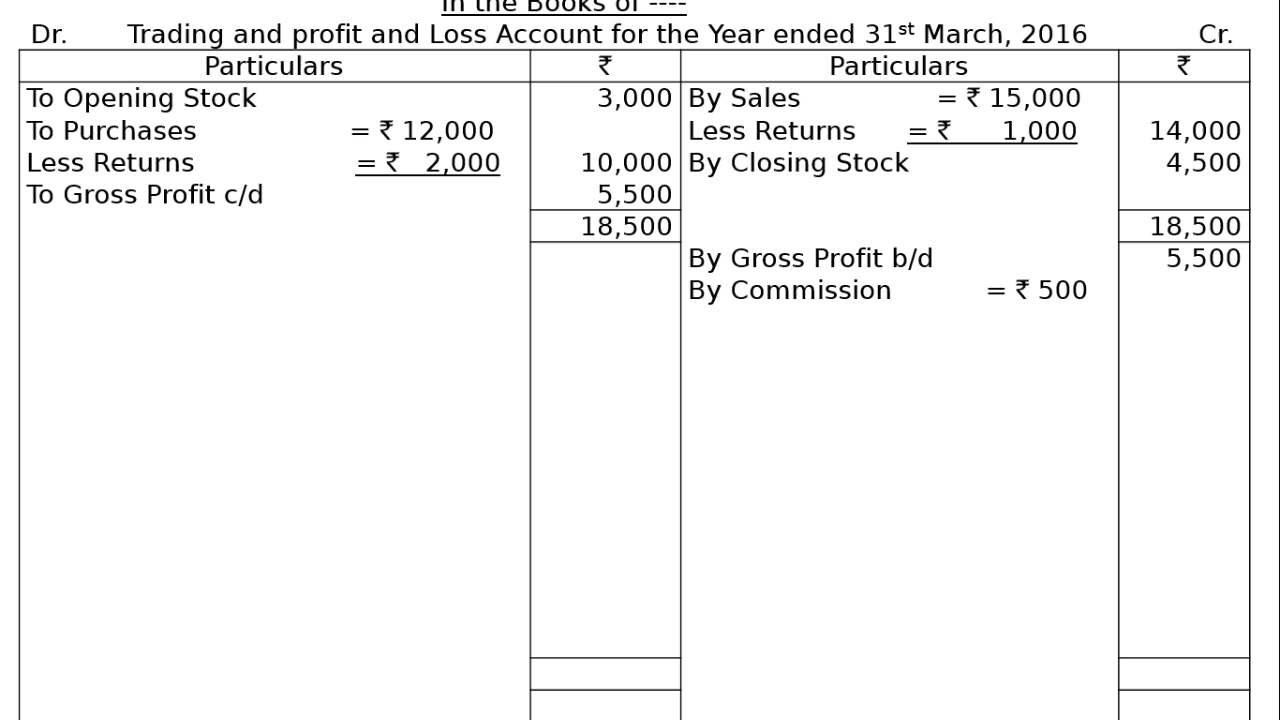 In the Books of ----
Dr. Trading and profit and Loss Account for the Year ended 31st March, 2016 Cr.
Particulars ₹ Particulars ₹
To Opening Stock 3,000 By Sales = ₹ 15,000
To Purchases = ₹ 12,000 Less Returns = ₹ 1,000 14,000
Less Returns = ₹ 2,000 10,000 By Closing Stock 4,500
To Gross Profit c/d 5,500
18,500 18,500
By Gross Profit b/d 5,500
By Commission = ₹ 500